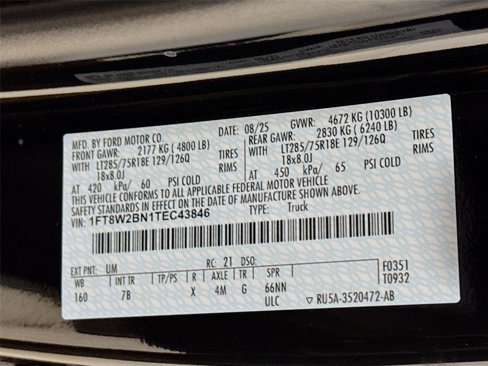 MFD. BY FORD MOTOR CO.
DATE: 08/25 GVWR: 4672 KG (10300 LB)
FRONT GAWR: 2177 KG ( 4800 LB) REAR GAWR: 2830 KG ( 6240 LB)
WITH LT285/75R18E 129/126Q TIRES WITH LT285/75R18E 129/126Q TIRES
18x8.0J RIMS 18x8.0J RIMS
AT 420 kPa/ 60 PSI COLD AT 450 kPa/ 65 PSI COLD
THIS VEHICLE CONFORMS TO ALL APPLICABLE FEDERAL MOTOR VEHICLE
SAFETY STANDARDS IN EFFECT ON THE DATE OF MANUFACTURE SHOWN ABOVE.
VIN: 1FT8W2BN1TEC43846 TYPE: Truck
EXT PNT: UM RC: 21 DSO: F0351
WB INT TR TP/PS R AXLE TR SPR T0932
160 7B X 4M G 66NN
ULC ▽ RU5A-3520472-AB